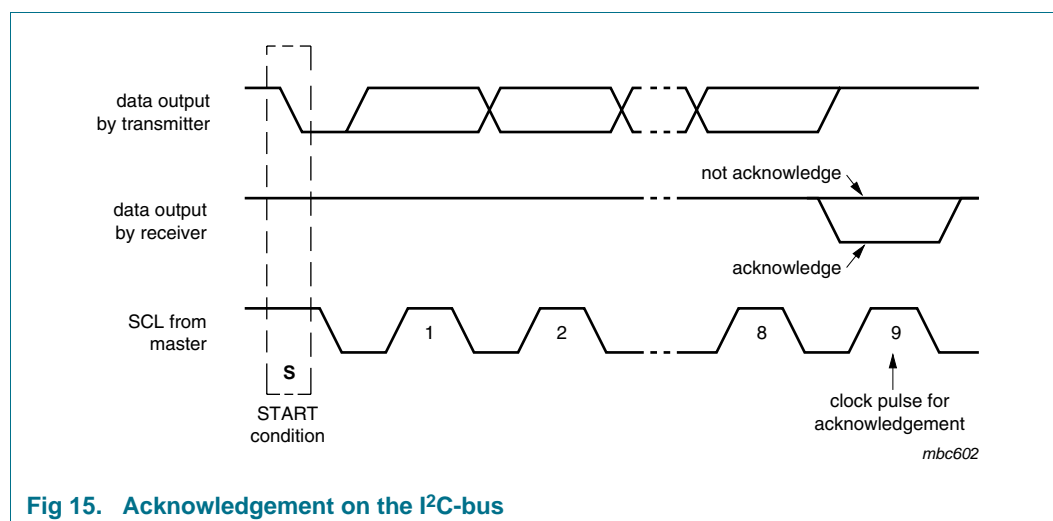 data output
by transmitter
not acknowledge
data output
by receiver
acknowledge
SCL from
master
1
2
8
9
S
START
condition
clock pulse for
acknowledgement
mbc602
Fig 15. Acknowledgement on the I²C-bus